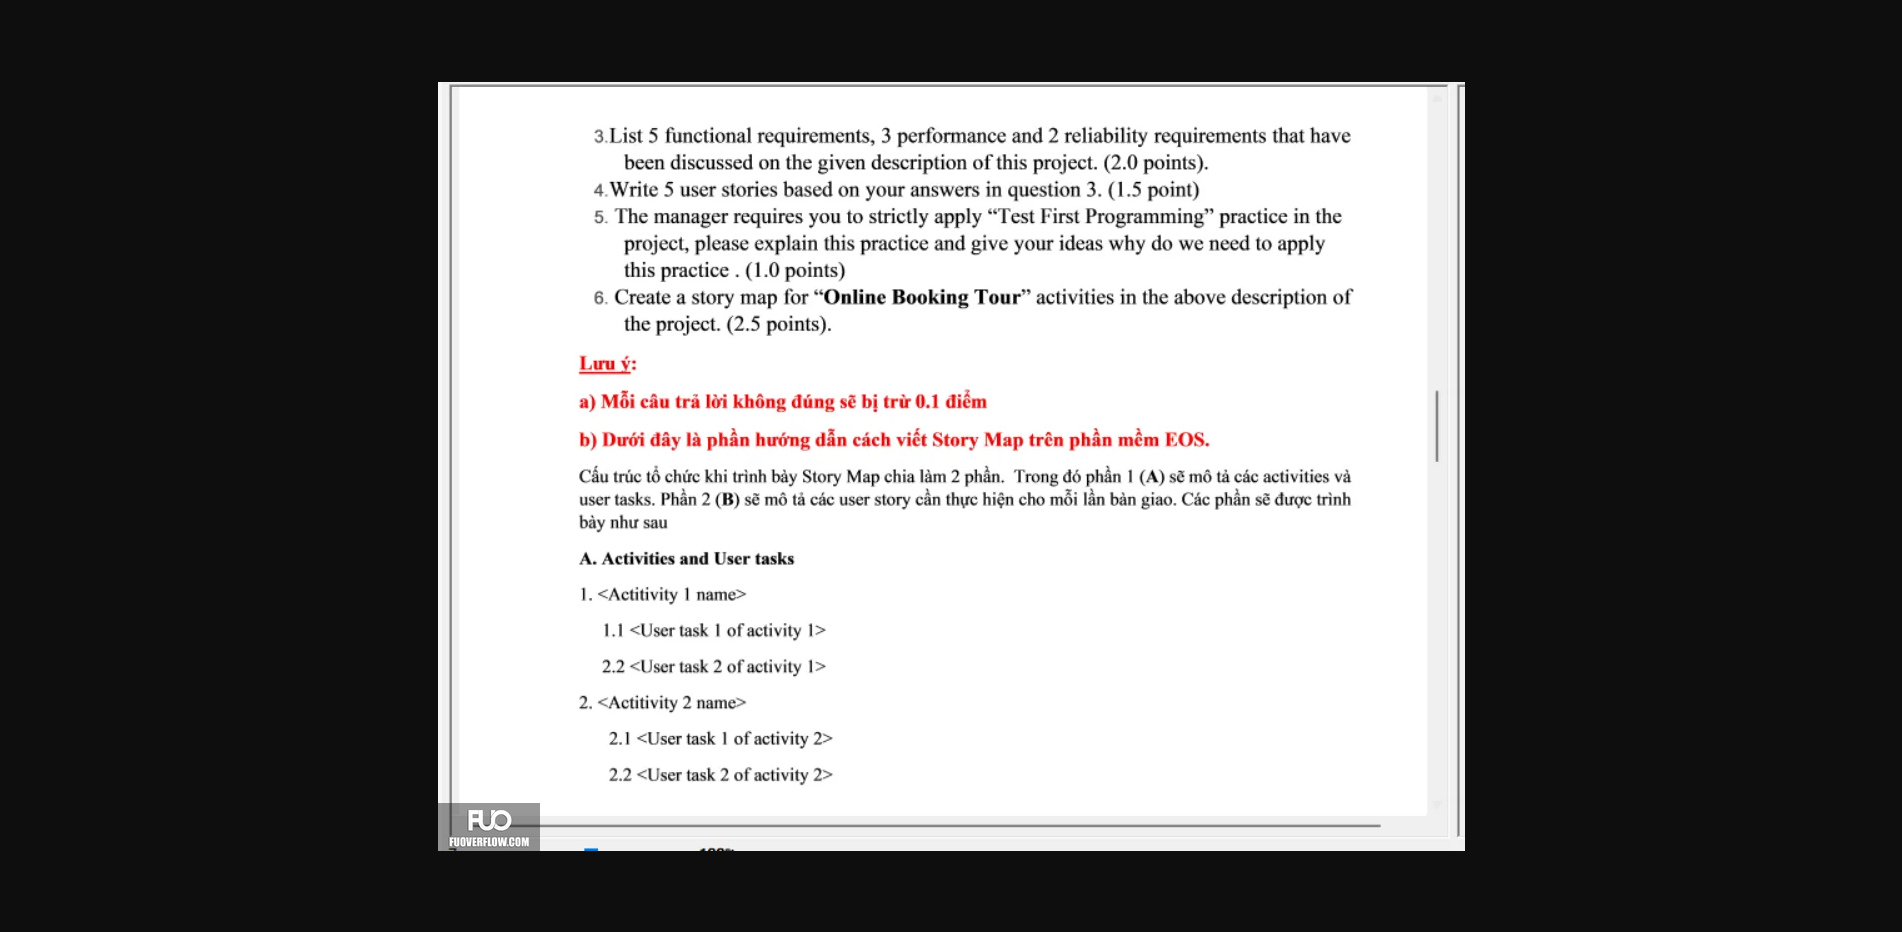 3.List 5 functional requirements, 3 performance and 2 reliability requirements that have
been discussed on the given description of this project. (2.0 points).
4.Write 5 user stories based on your answers in question 3. (1.5 point)
5. The manager requires you to strictly apply “Test First Programming” practice in the
project, please explain this practice and give your ideas why do we need to apply
this practice . (1.0 points)
6. Create a story map for “Online Booking Tour” activities in the above description of
the project. (2.5 points).
Lưu ý:
a) Mỗi câu trả lời không đúng sẽ bị trừ 0.1 điểm
b) Dưới đây là phần hướng dẫn cách viết Story Map trên phần mềm EOS.
Cấu trúc tổ chức khi trình bày Story Map chia làm 2 phần. Trong đó phần 1 (A) sẽ mô tả các activities và
user tasks. Phần 2 (B) sẽ mô tả các user story cần thực hiện cho mỗi lần bàn giao. Các phần sẽ được trình
bày như sau
A. Activities and User tasks
1. <Actitivity 1 name>
1.1 <User task 1 of activity 1>
2.2 <User task 2 of activity 1>
2. <Actitivity 2 name>
2.1 <User task 1 of activity 2>
2.2 <User task 2 of activity 2>
FUO
FUOVERFLOW.COM